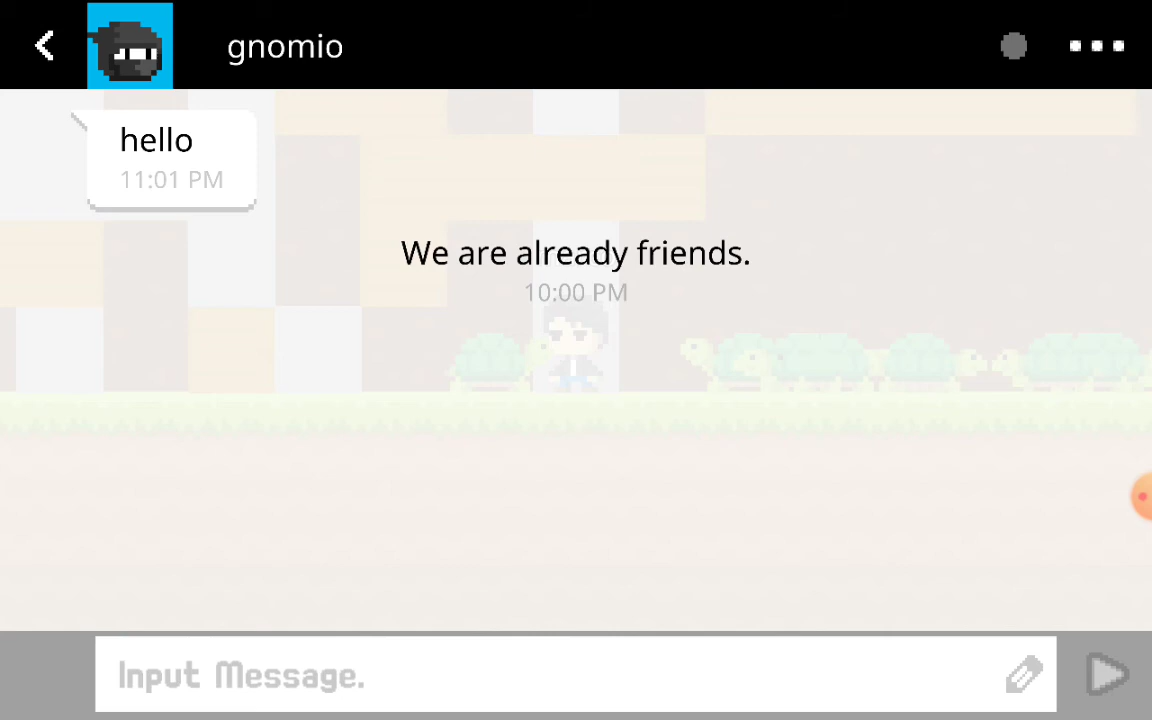 gnomio
hello
11:01 PM
We are already friends.
10:00 PM
Input Message.